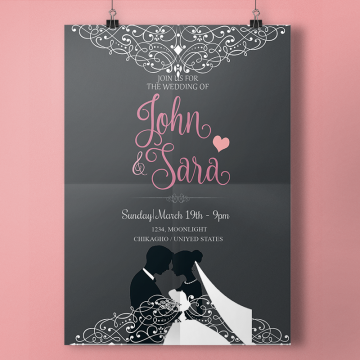 JOIN US FOR
THE WEDDING OF
John
& Sara
Sunday/March 19th - 9pm
1234, MOONLIGHT
CHIKAGHO / UNITED STATES